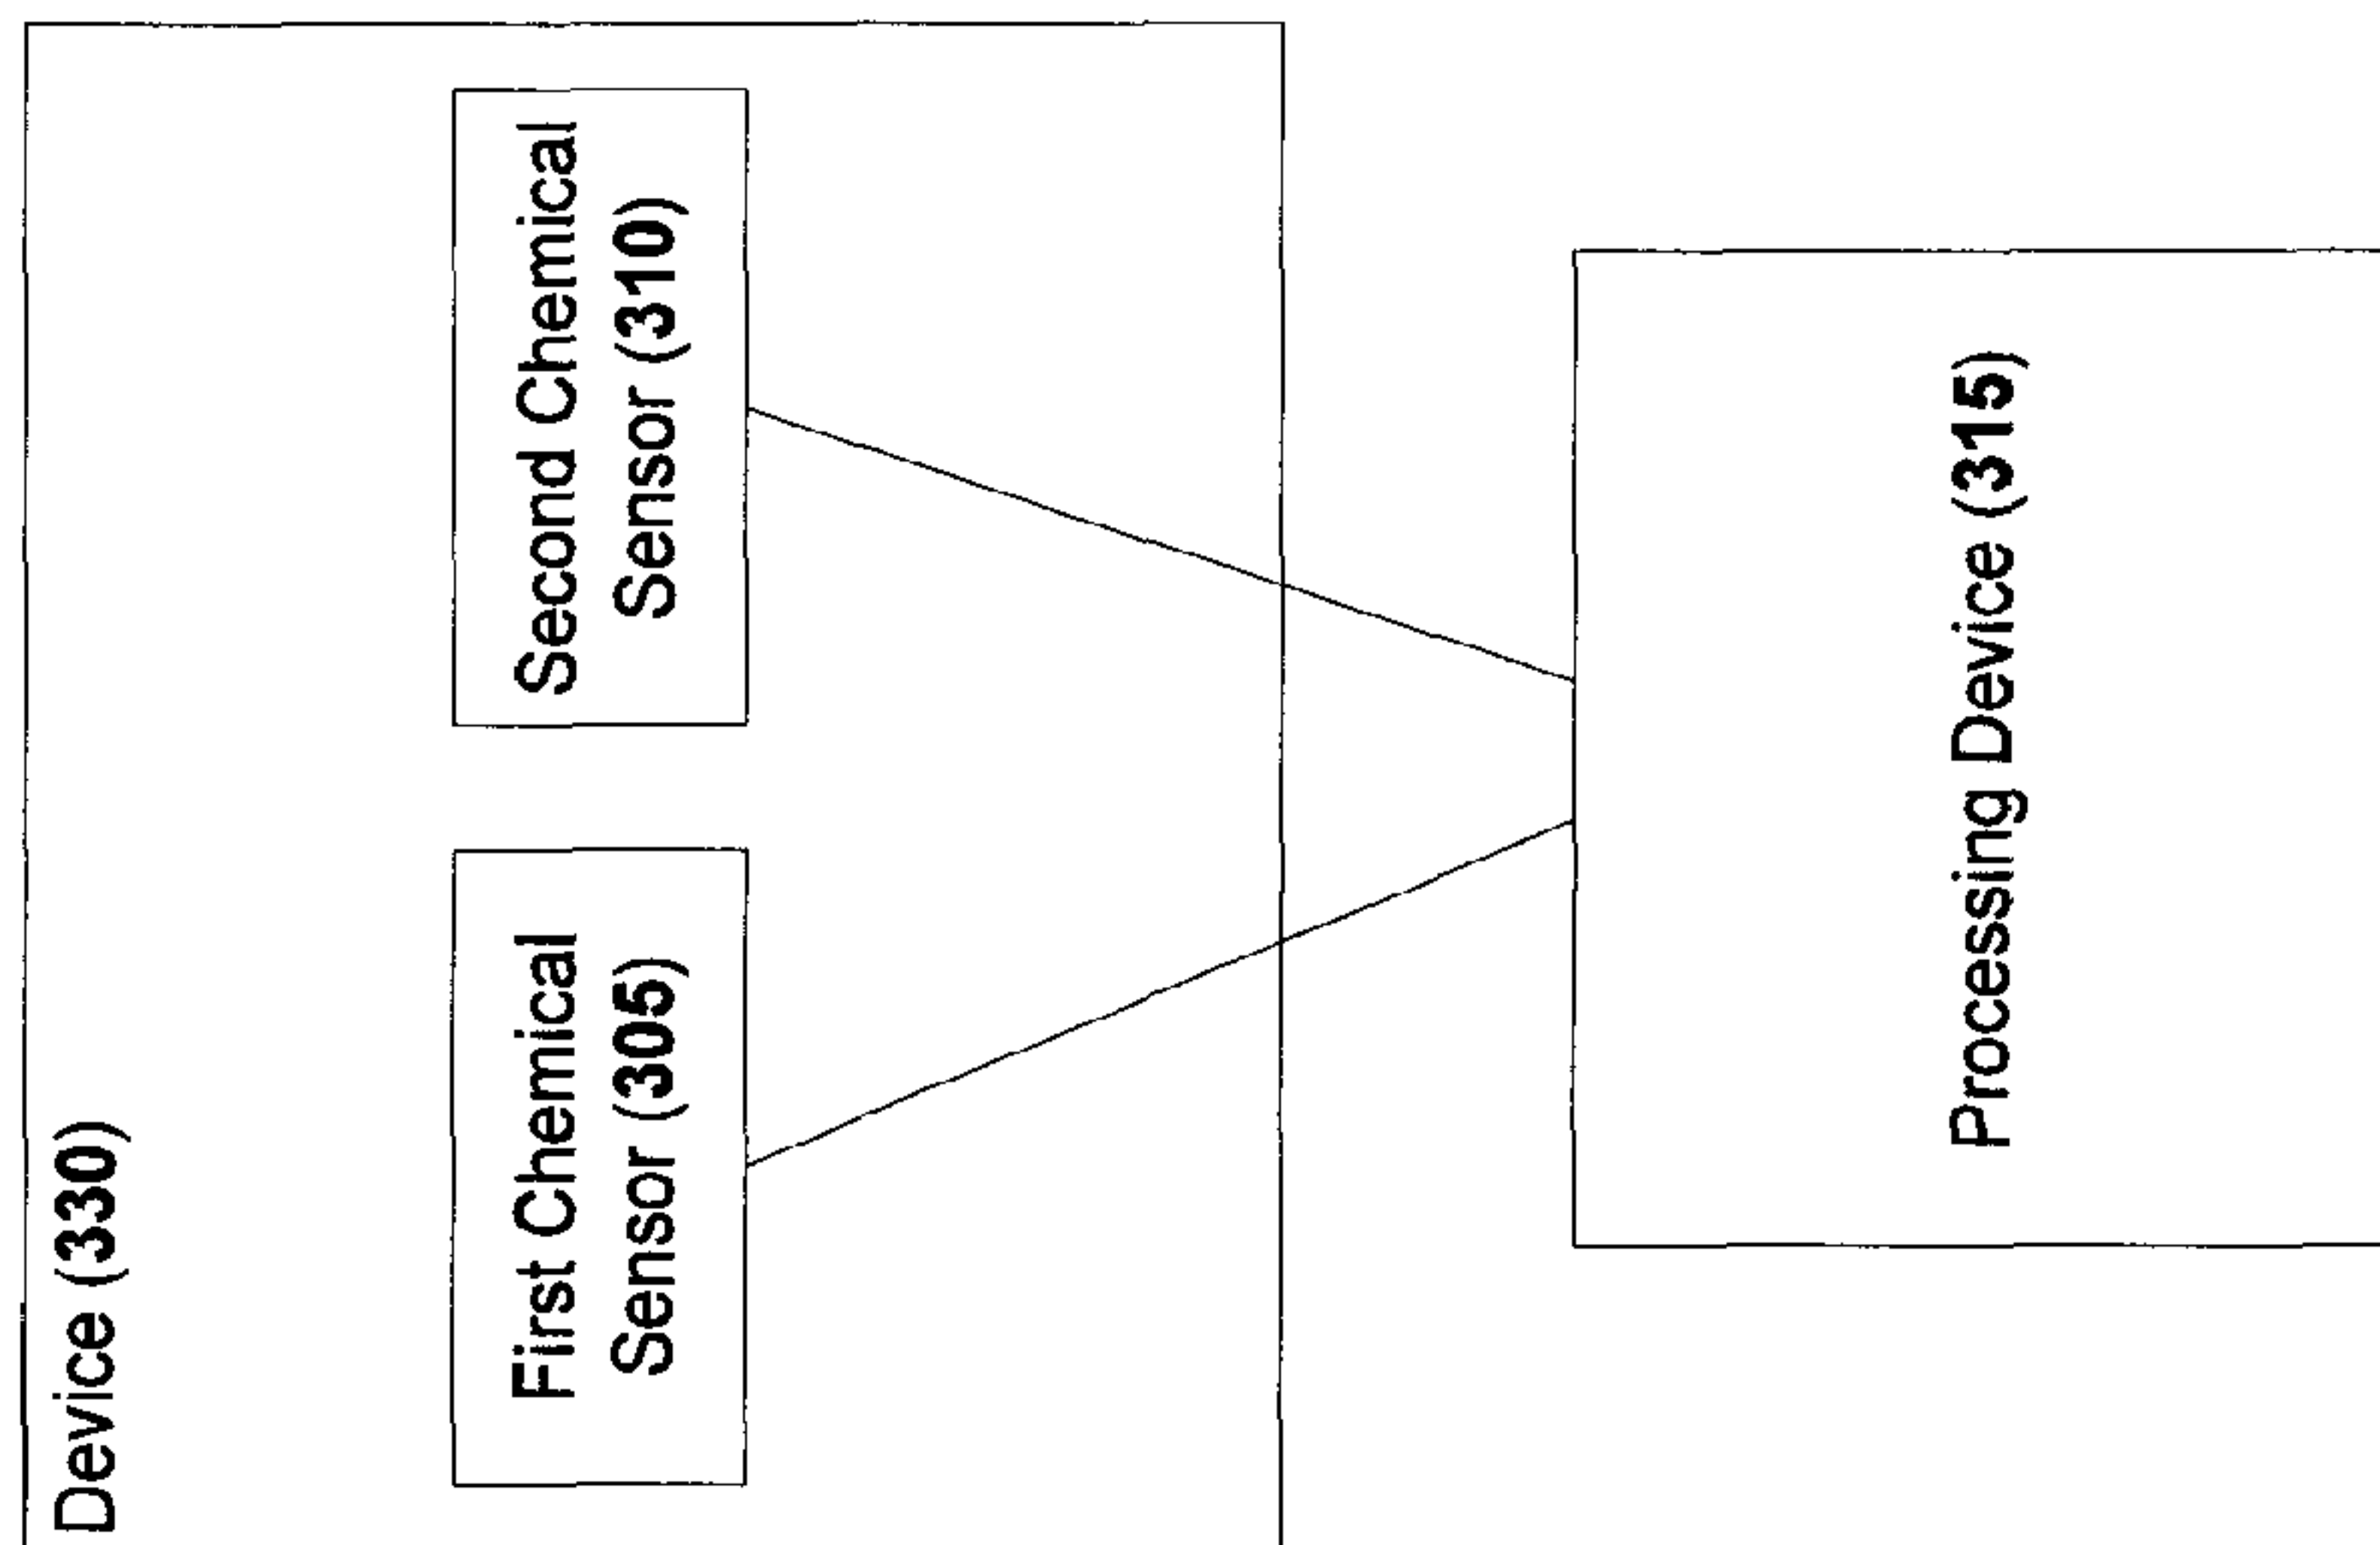 Device (330)
First Chemical
Sensor (305)
Second Chemical
Sensor (310)
Processing Device (315)